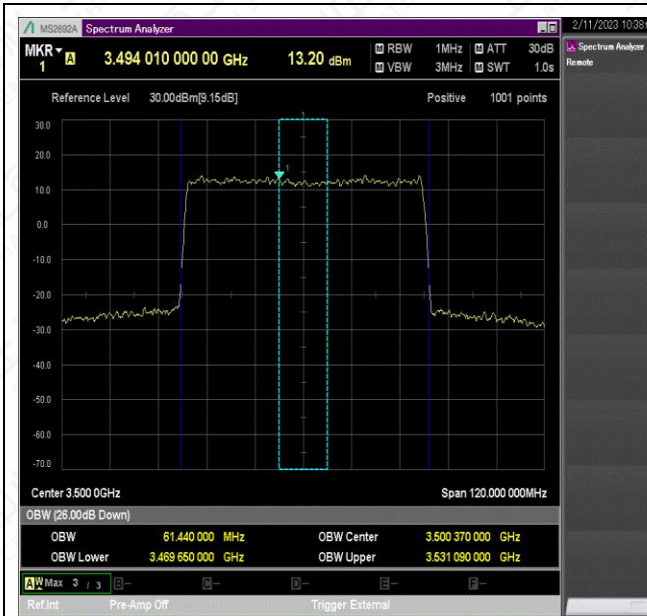 MS2692A Spectrum Analyzer
2/11/2023 10:38:
MKR 1 A 3.494 010 000 00 GHz 13.20 dBm M RBW 1MHz M ATT 30dB
M VBW 3MHz M SWT 1.0s
Spectrum Analyzer
Remote
Reference Level 30.00dBm[9.15dB] Positive 1001 points
30.0
20.0
10.0
0.0
-10.0
-20.0
-30.0
-40.0
-50.0
-60.0
-70.0
1
1
Center 3.500 0GHz Span 120.000 000MHz
OBW (26.00dB Down)
OBW 61.440 000 MHz OBW Center 3.500 370 000 GHz
OBW Lower 3.469 650 000 GHz OBW Upper 3.531 090 000 GHz
A W Max 3 / 3 B- C- D- E- F-
Ref.Int Pre-Amp Off Trigger External